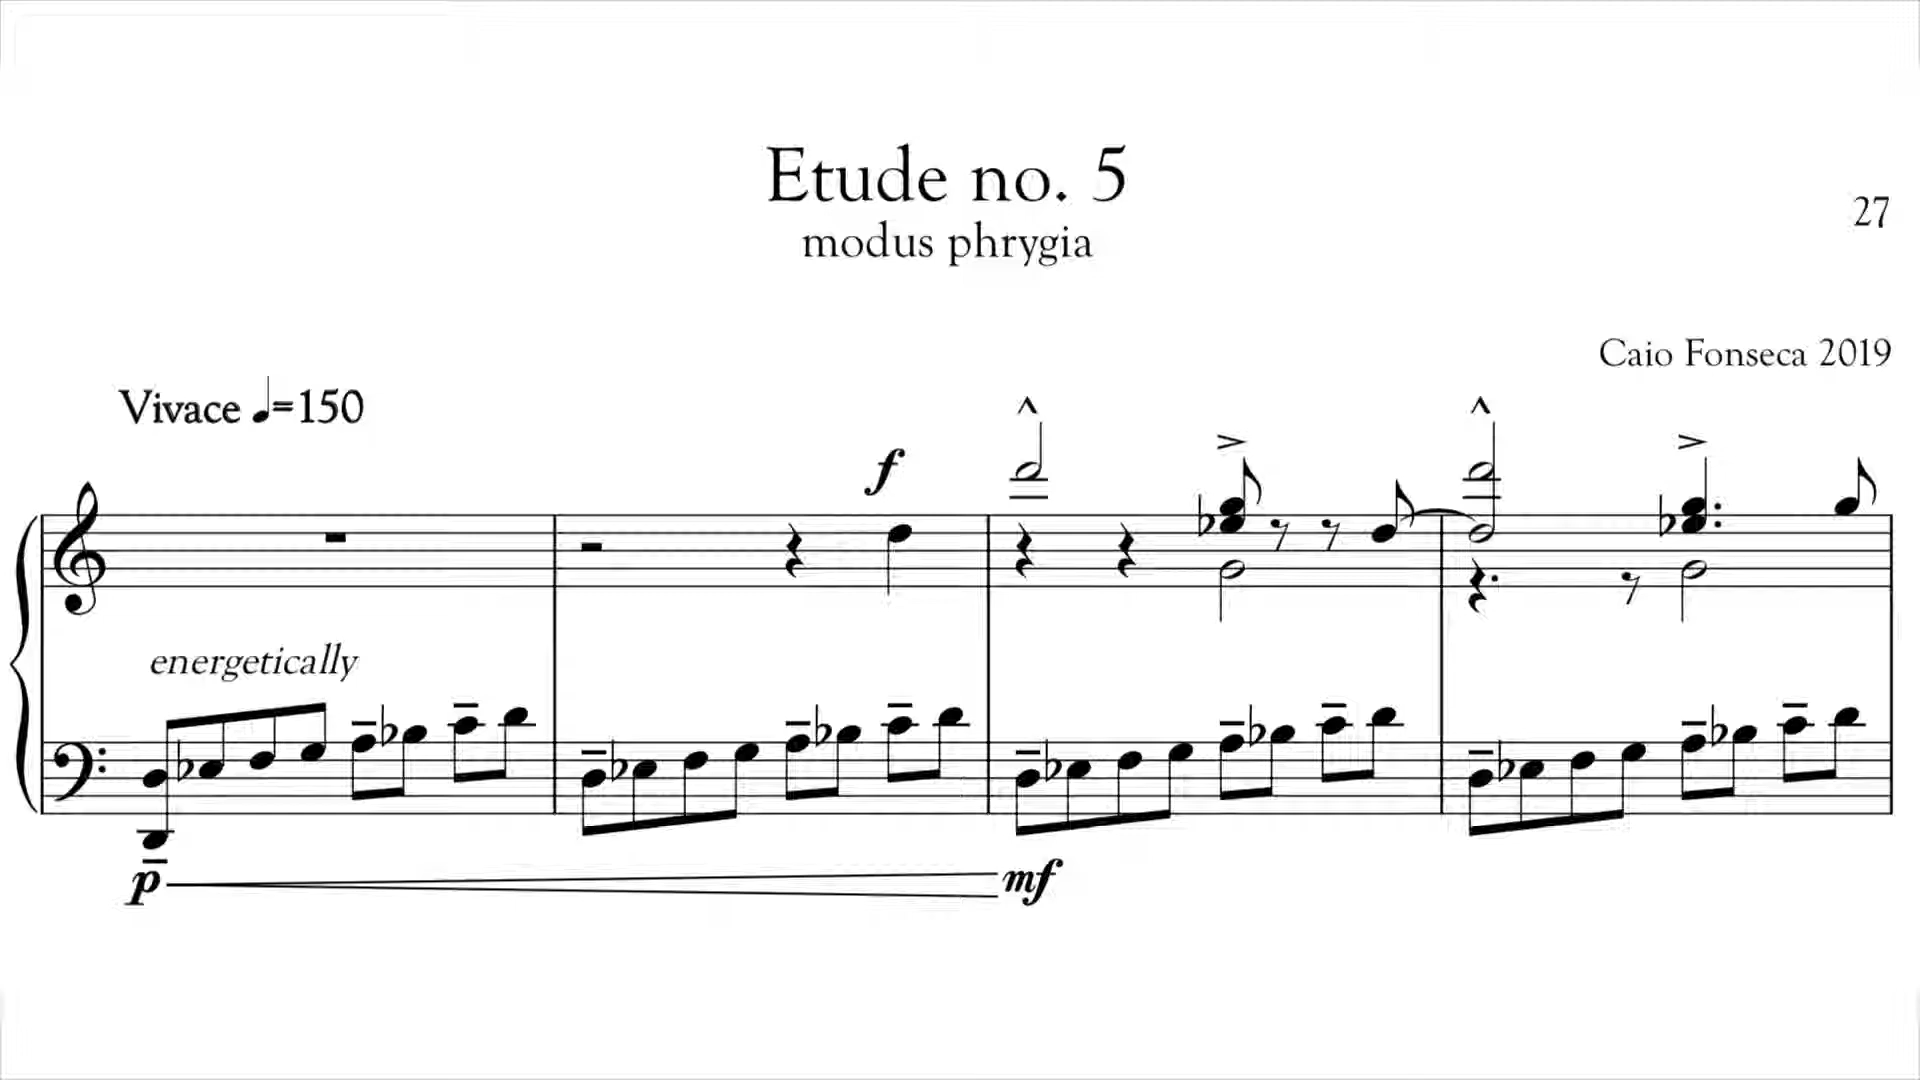 Etude no. 5
modus phrygia
27
Caio Fonseca 2019
Vivace ♩=150
f
energetically
p
mf